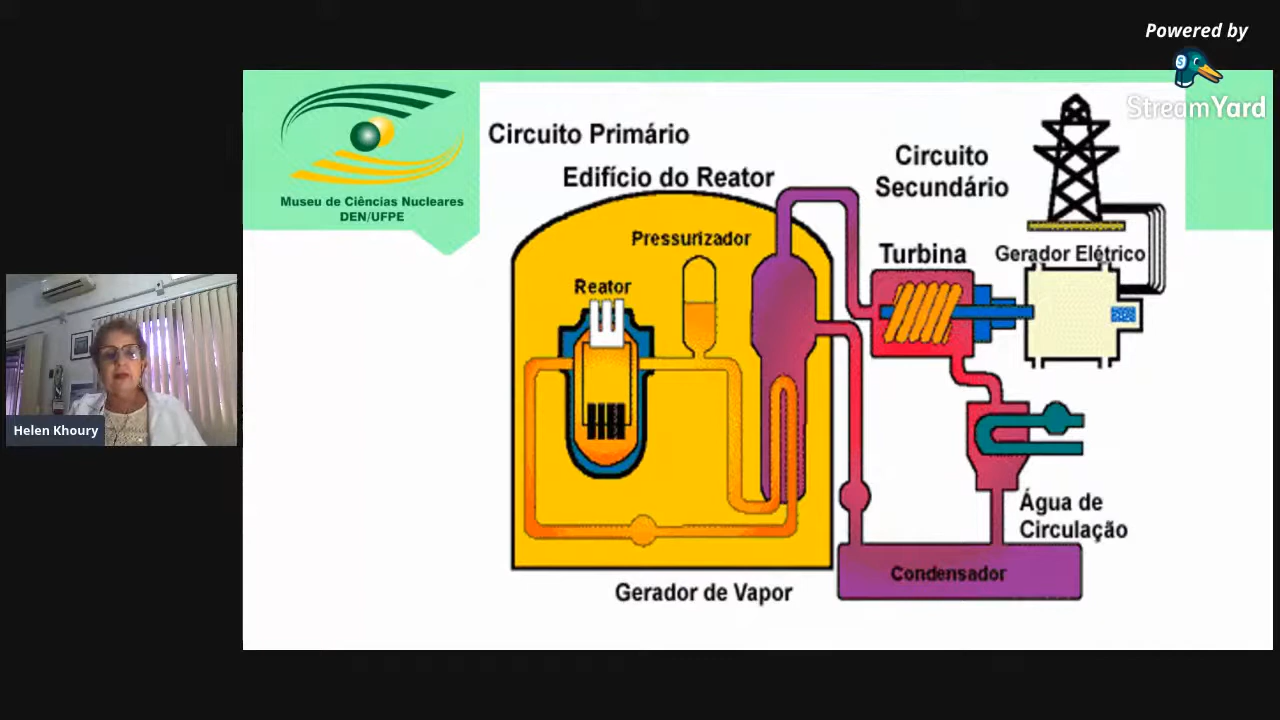 Powered by
StreamYard
Museu de Ciências Nucleares
DEN/UFPE
Circuito Primário
Edifício do Reator
Circuito
Secundário
Pressurizador
Reator
Turbina
Gerador Elétrico
Helen Khoury
Água de
Circulação
Condensador
Gerador de Vapor